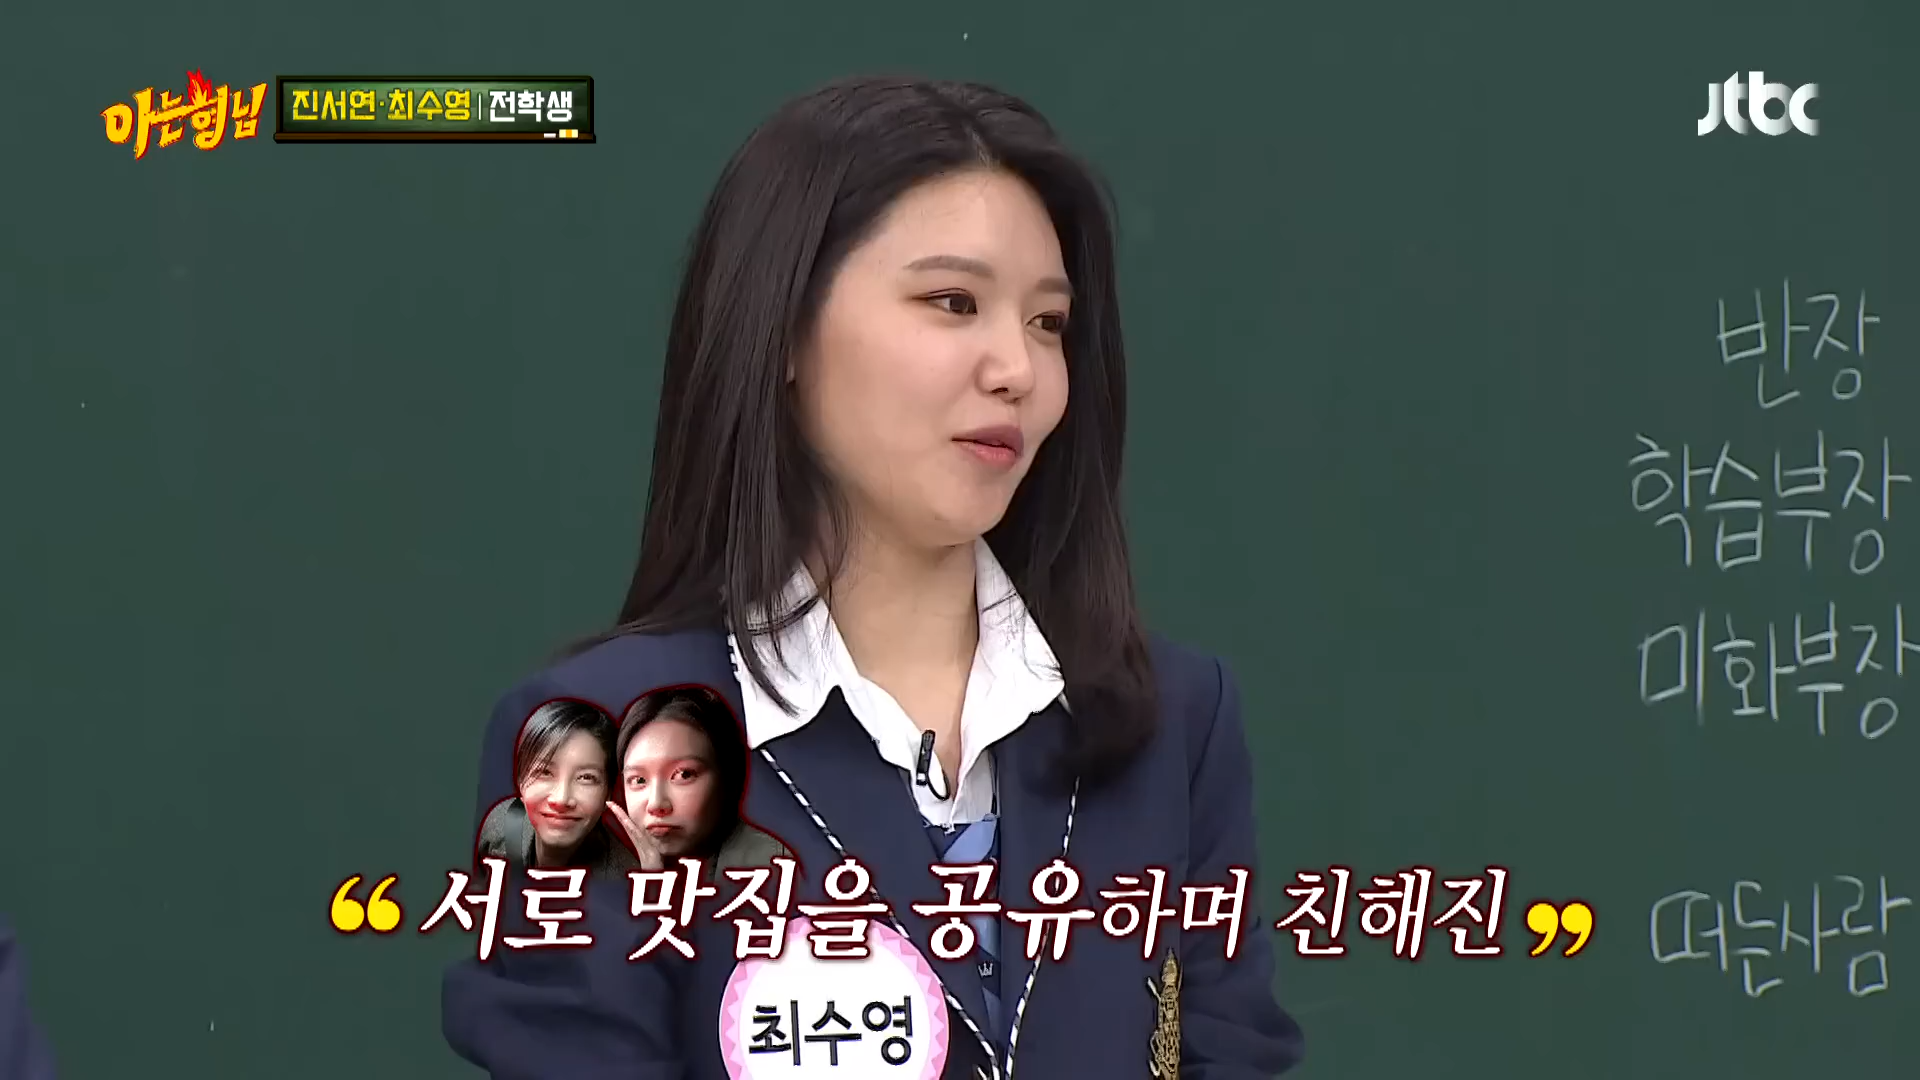 아는형님
진서연·최수영|전학생
jtbc
반장
학습부장
미화부장
떠든사람
“서로 맛집을 공유하며 친해진”
최수영